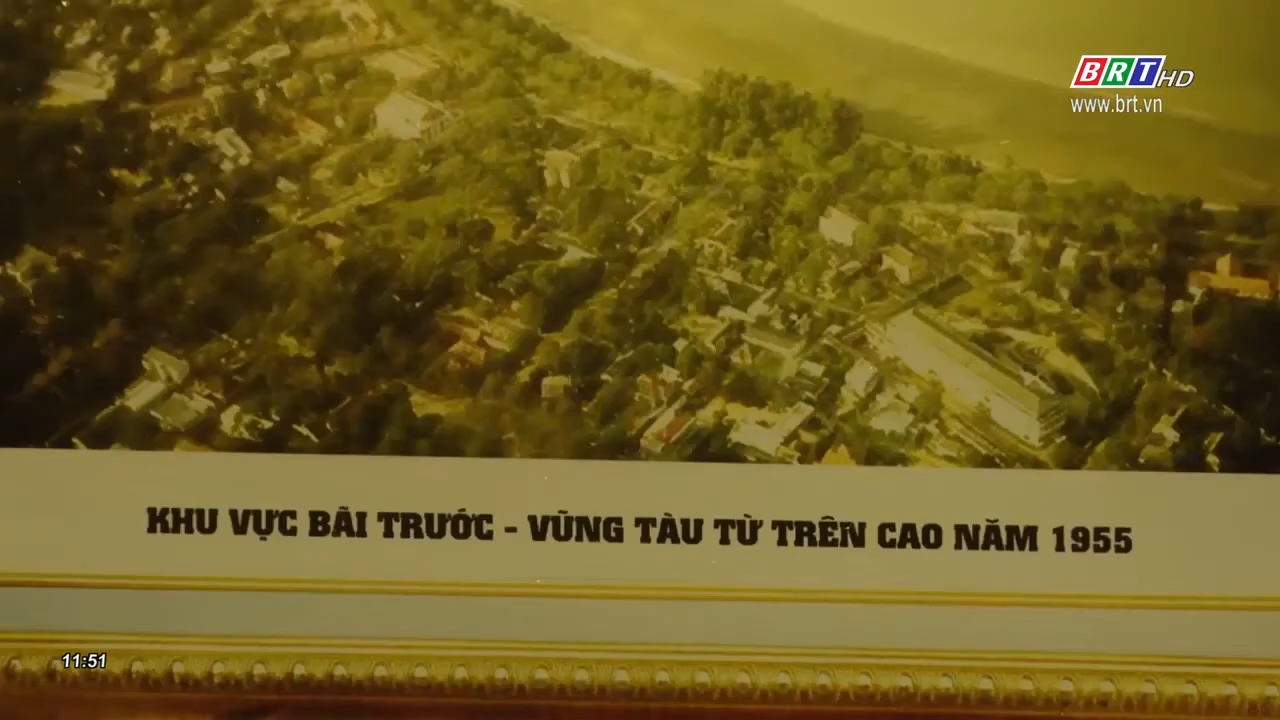 BRT HD
www.brt.vn
KHU VỰC BÃI TRƯỚC - VŨNG TÀU TỪ TRÊN CAO NĂM 1955
11:51